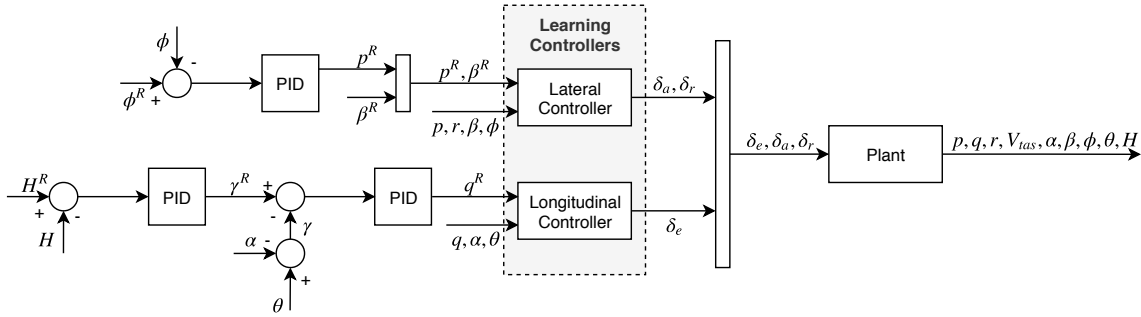 Learning
Controllers
ϕ
-
ϕ^R
+
PID
p^R
β^R
p^R, β^R
p, r, β, ϕ
Lateral
Controller
δ_a, δ_r
H^R
+
-
H
PID
γ^R
+
-
γ
α
-
+
θ
PID
q^R
q, α, θ
Longitudinal
Controller
δ_e
δ_e, δ_a, δ_r
Plant
p, q, r, V_tas, α, β, ϕ, θ, H